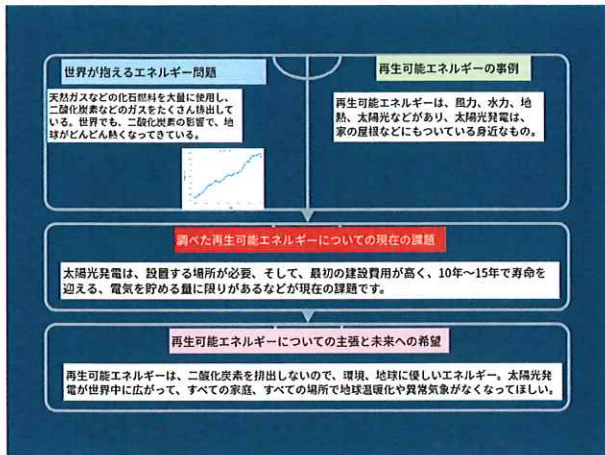 世界が抱えるエネルギー問題
天然ガスなどの化石燃料を大量に使用し、
二酸化炭素などのガスをたくさん排出して
いる。世界でも、二酸化炭素の影響で、地
球がどんどん熱くなってきている。
再生可能エネルギーの事例
再生可能エネルギーは、風力、水力、地
熱、太陽光などがあり、太陽光発電は、
家の屋根などにもついている身近なもの。
調べた再生可能エネルギーについての現在の課題
太陽光発電は、設置する場所が必要、そして、最初の建設費用が高く、10年〜15年で寿命を
迎える、電気を貯める量に限りがあるなどが現在の課題です。
再生可能エネルギーについての主張と未来への希望
再生可能エネルギーは、二酸化炭素を排出しないので、環境、地球に優しいエネルギー。太陽光発
電が世界中に広がって、すべての家庭、すべての場所で地球温暖化や異常気象がなくなってほしい。